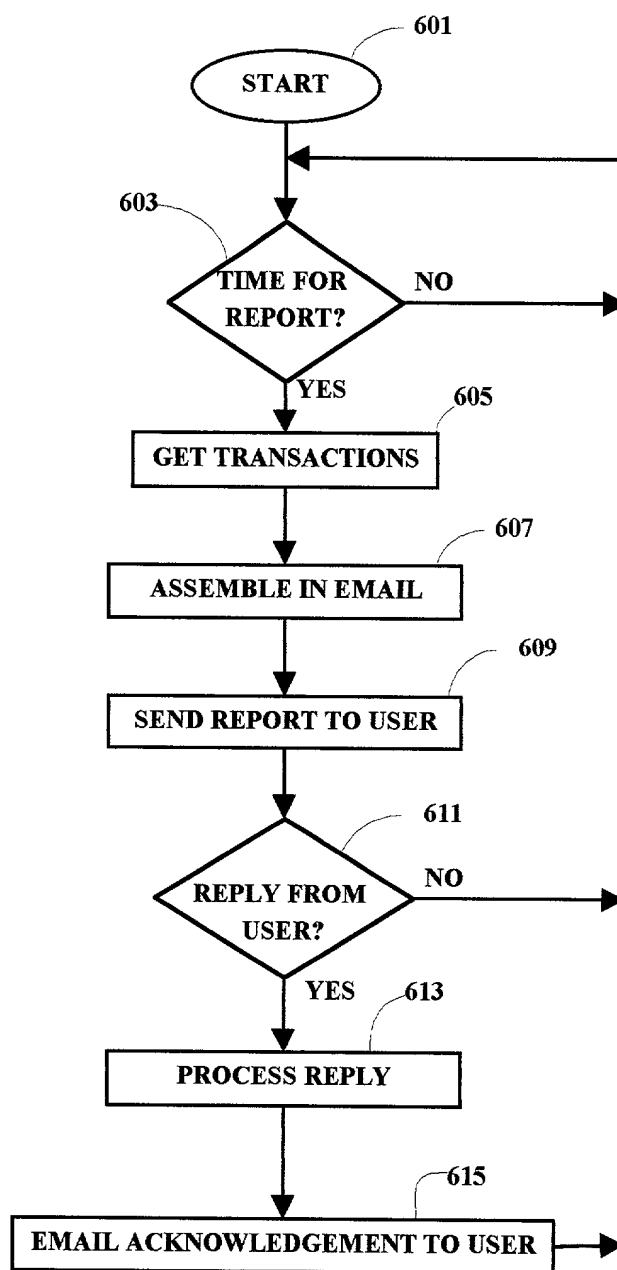 601
START
603
TIME FOR
REPORT?
NO
YES
605
GET TRANSACTIONS
607
ASSEMBLE IN EMAIL
609
SEND REPORT TO USER
611
REPLY FROM
USER?
NO
YES
613
PROCESS REPLY
615
EMAIL ACKNOWLEDGEMENT TO USER